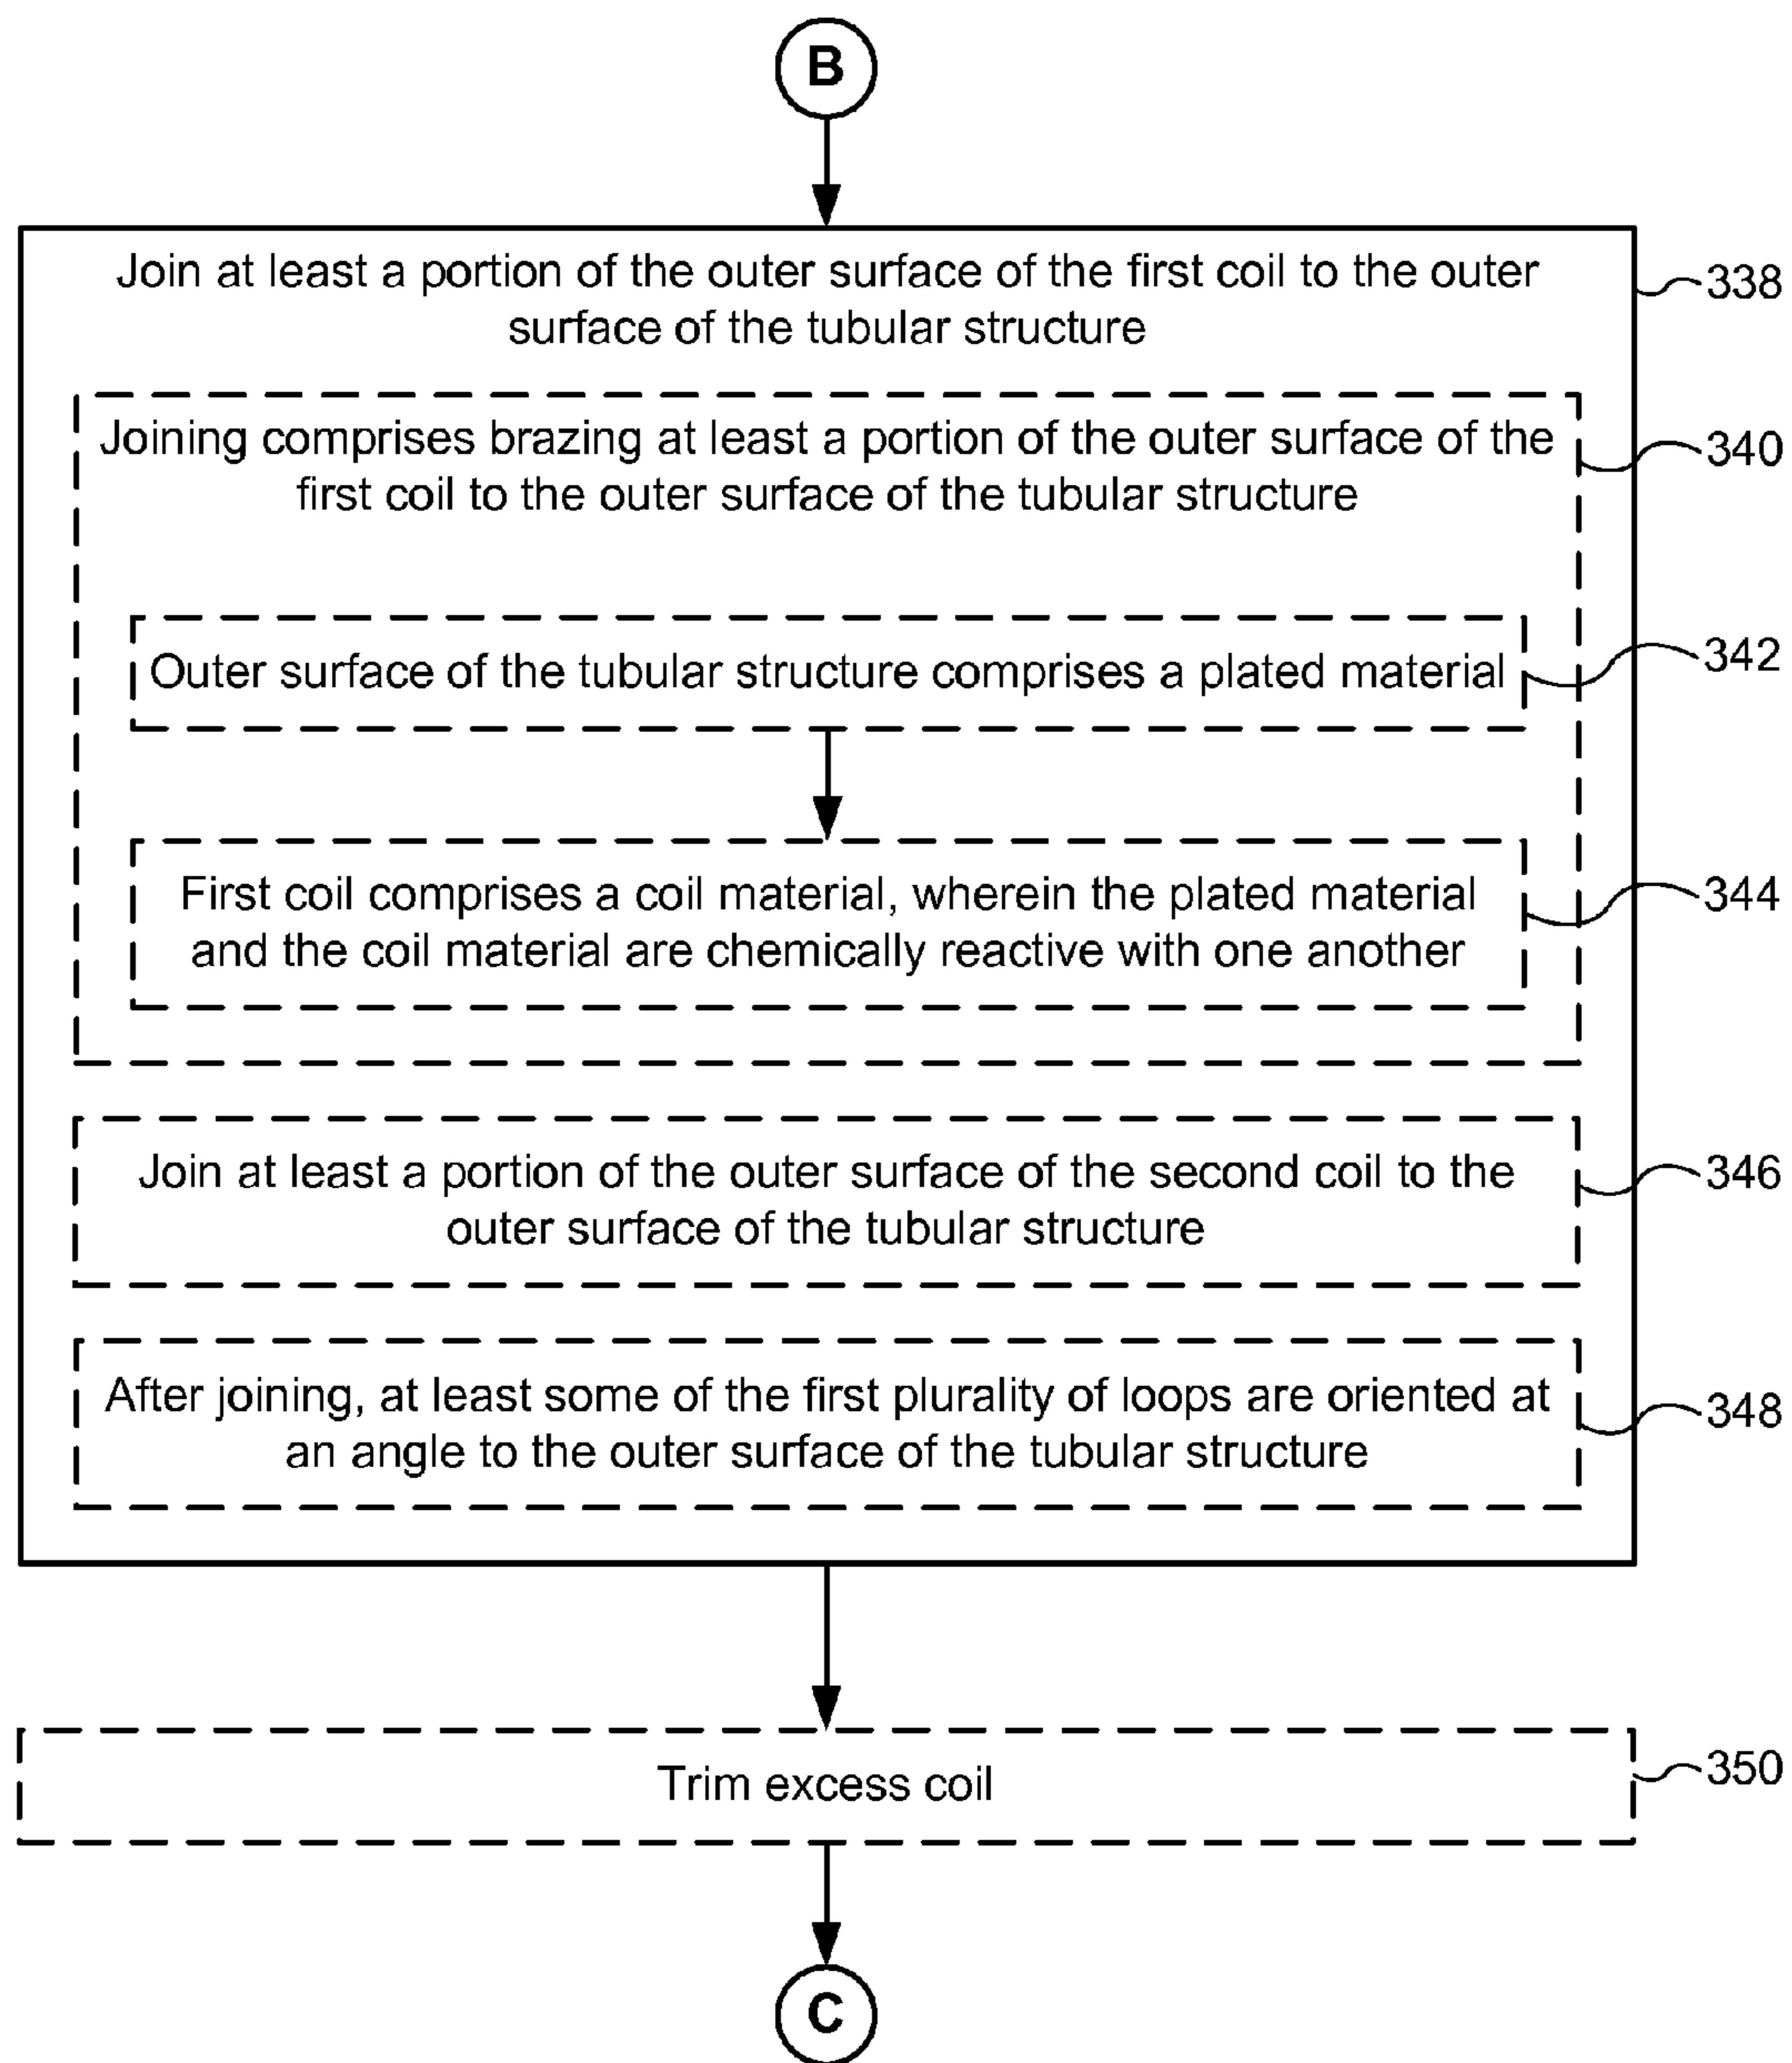 B
Join at least a portion of the outer surface of the first coil to the outer
surface of the tubular structure
338
Joining comprises brazing at least a portion of the outer surface of the
first coil to the outer surface of the tubular structure
340
Outer surface of the tubular structure comprises a plated material
342
First coil comprises a coil material, wherein the plated material
and the coil material are chemically reactive with one another
344
Join at least a portion of the outer surface of the second coil to the
outer surface of the tubular structure
346
After joining, at least some of the first plurality of loops are oriented at
an angle to the outer surface of the tubular structure
348
Trim excess coil
350
C